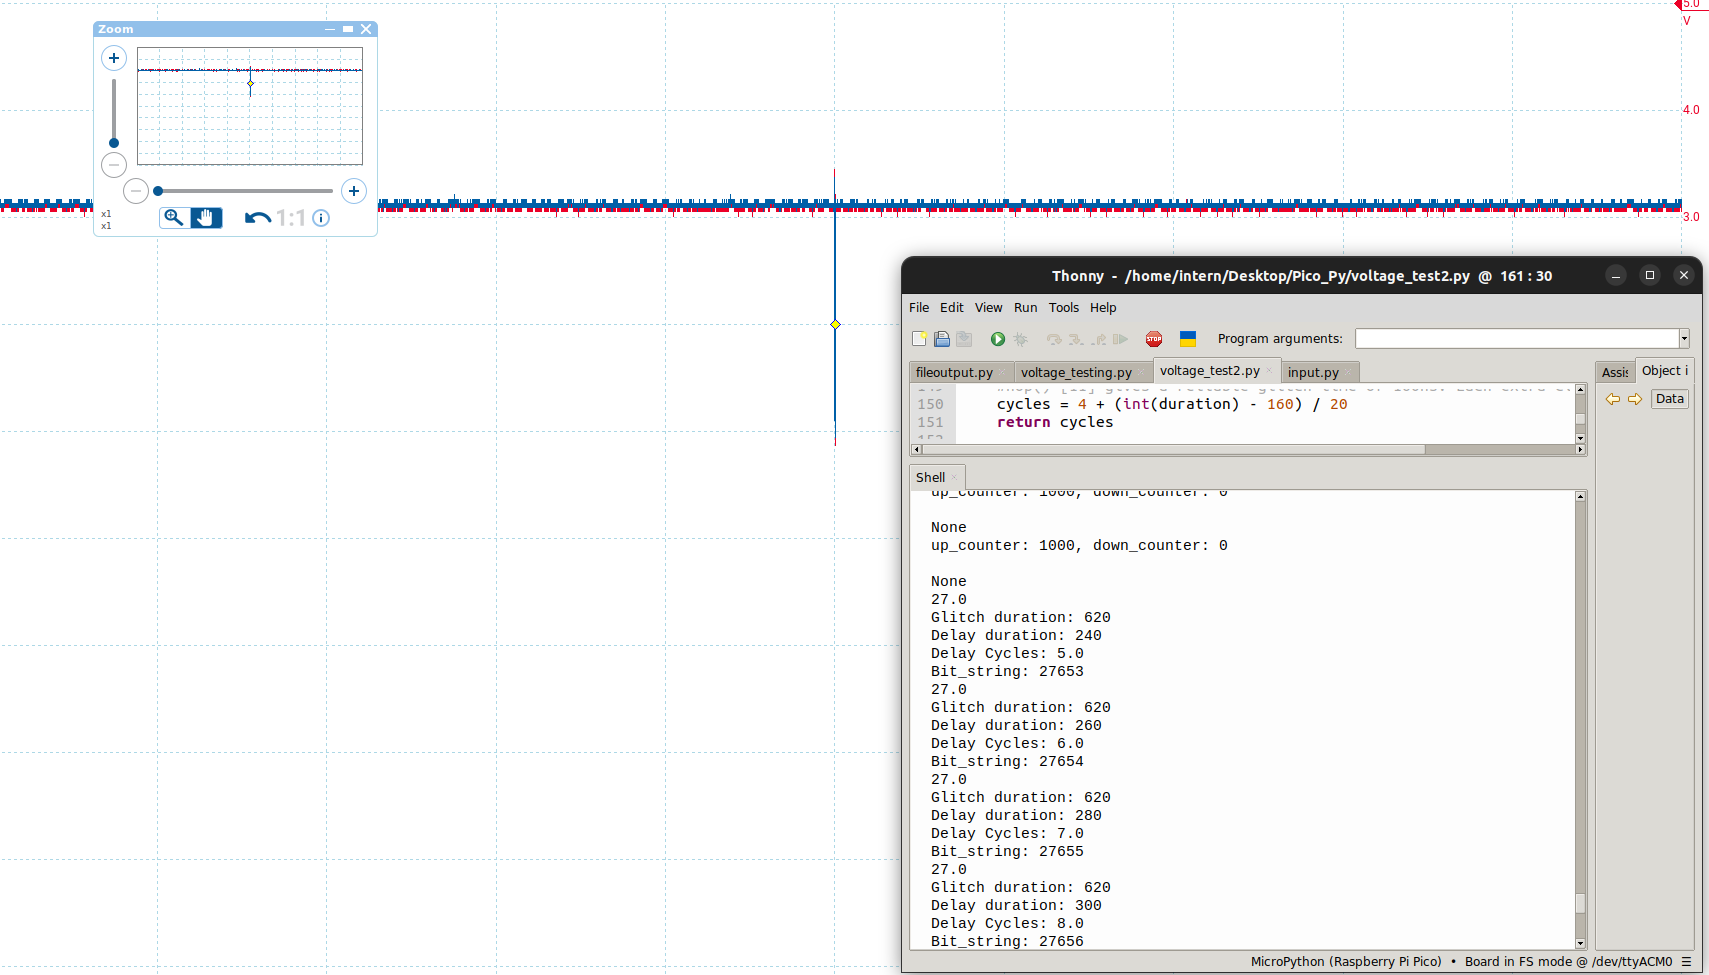 5.0
V
Zoom
4.0
x1
x1
1:1
3.0
Thonny - /home/intern/Desktop/Pico_Py/voltage_test2.py @ 161 : 30
File Edit View Run Tools Help
STOP
Program arguments:
fileoutput.py voltage_testing.py voltage_test2.py input.py
Assis Object i
Data
150 cycles = 4 + (int(duration) - 160) / 20
151 return cycles
Shell
up_counter: 1000, down_counter: 0
None
up_counter: 1000, down_counter: 0
None
27.0
Glitch duration: 620
Delay duration: 240
Delay Cycles: 5.0
Bit_string: 27653
27.0
Glitch duration: 620
Delay duration: 260
Delay Cycles: 6.0
Bit_string: 27654
27.0
Glitch duration: 620
Delay duration: 280
Delay Cycles: 7.0
Bit_string: 27655
27.0
Glitch duration: 620
Delay duration: 300
Delay Cycles: 8.0
Bit_string: 27656
MicroPython (Raspberry Pi Pico) • Board in FS mode @ /dev/ttyACM0 ☰